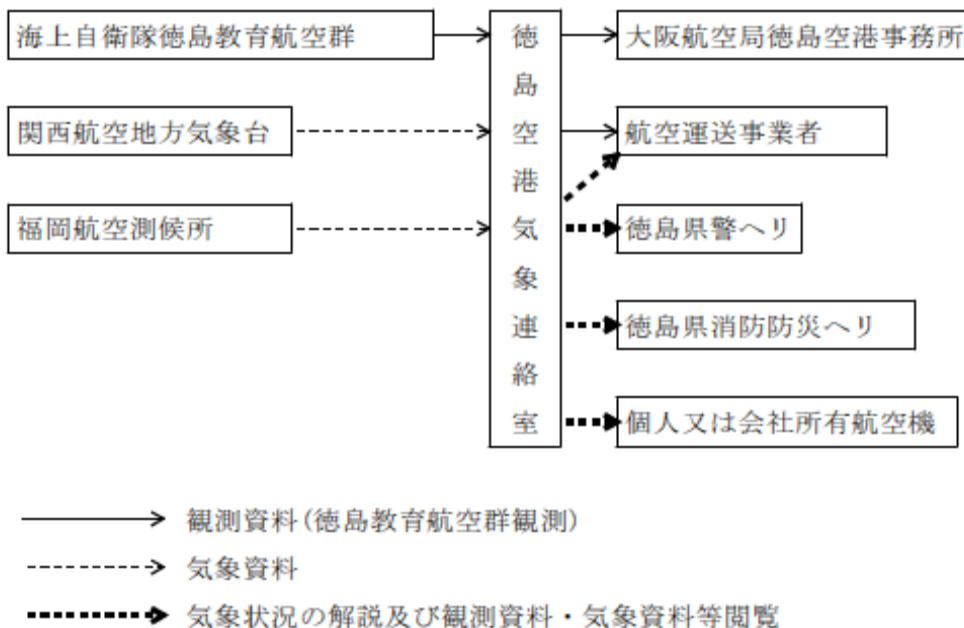 海上自衛隊徳島教育航空群
関西航空地方気象台
福岡航空測候所
徳島空港気象連絡室
大阪航空局徳島空港事務所
航空運送事業者
徳島県警ヘリ
徳島県消防防災ヘリ
個人又は会社所有航空機
観測資料(徳島教育航空群観測)
気象資料
気象状況の解説及び観測資料・気象資料等閲覧